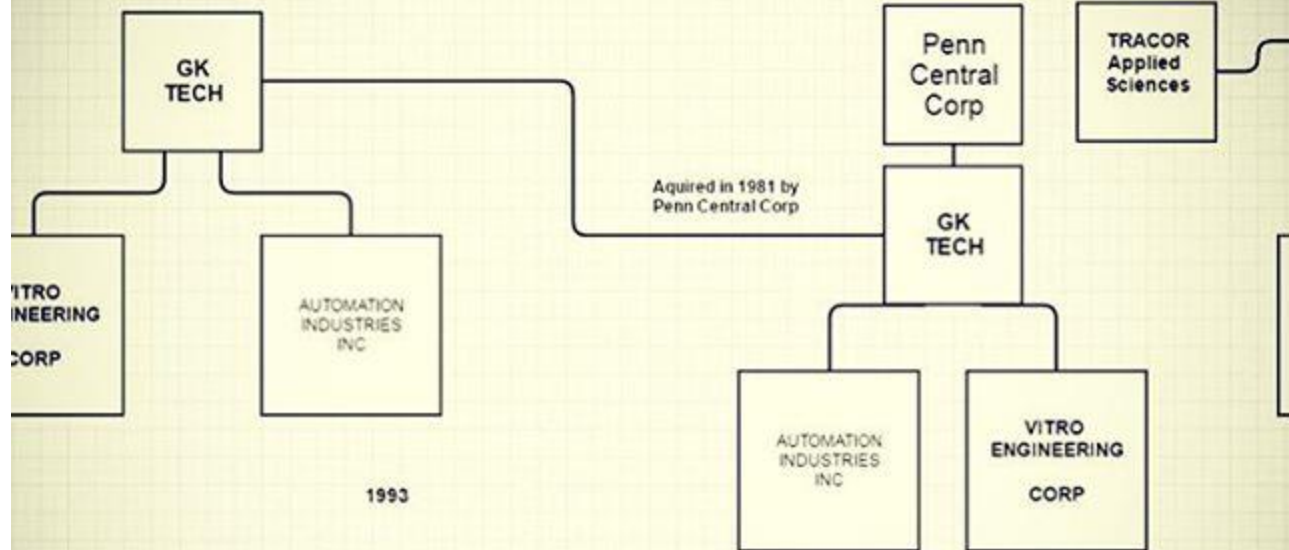 GK
TECH
Penn
Central
Corp
TRACOR
Applied
Sciences
Aquired in 1981 by
Penn Central Corp
GK
TECH
CORP
AUTOMATION
INDUSTRIES
INC
AUTOMATION
INDUSTRIES
INC
VITRO
ENGINEERING
CORP
1993